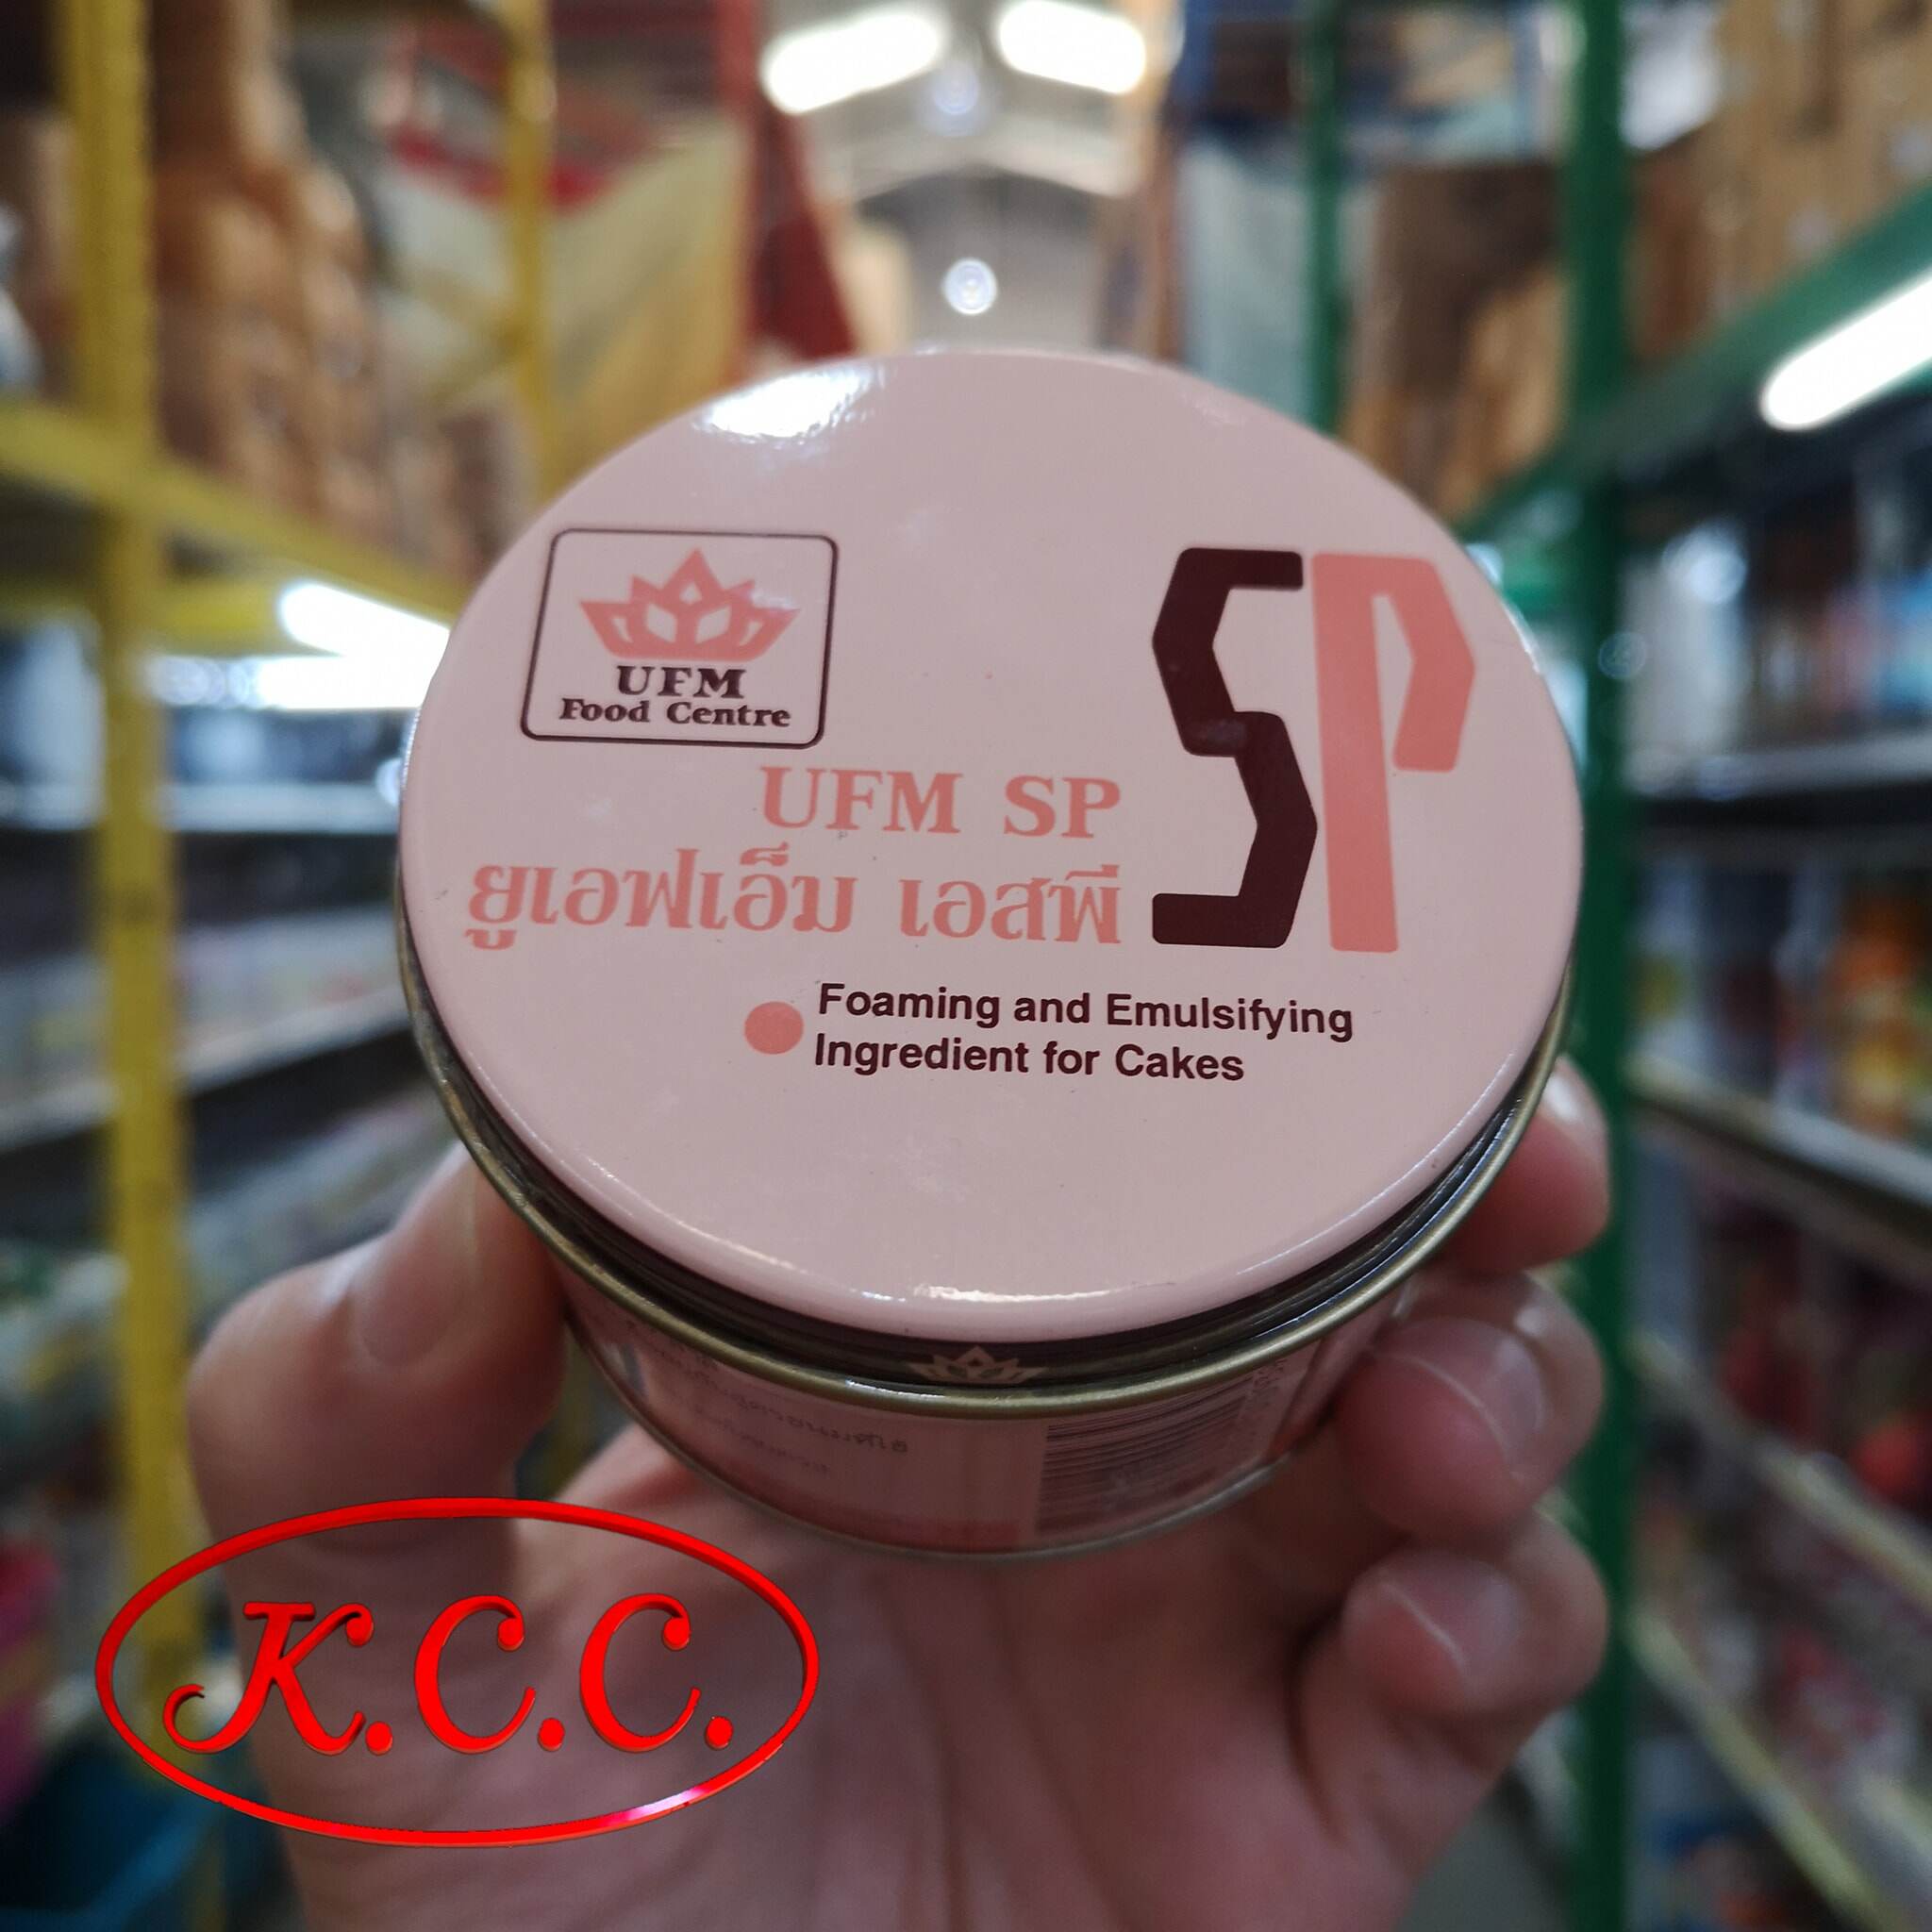 UFM
Food Centre
SP
UFM SP
ยูเอฟเอ็ม เอสพี
Foaming and Emulsifying
Ingredient for Cakes
K.C.C.